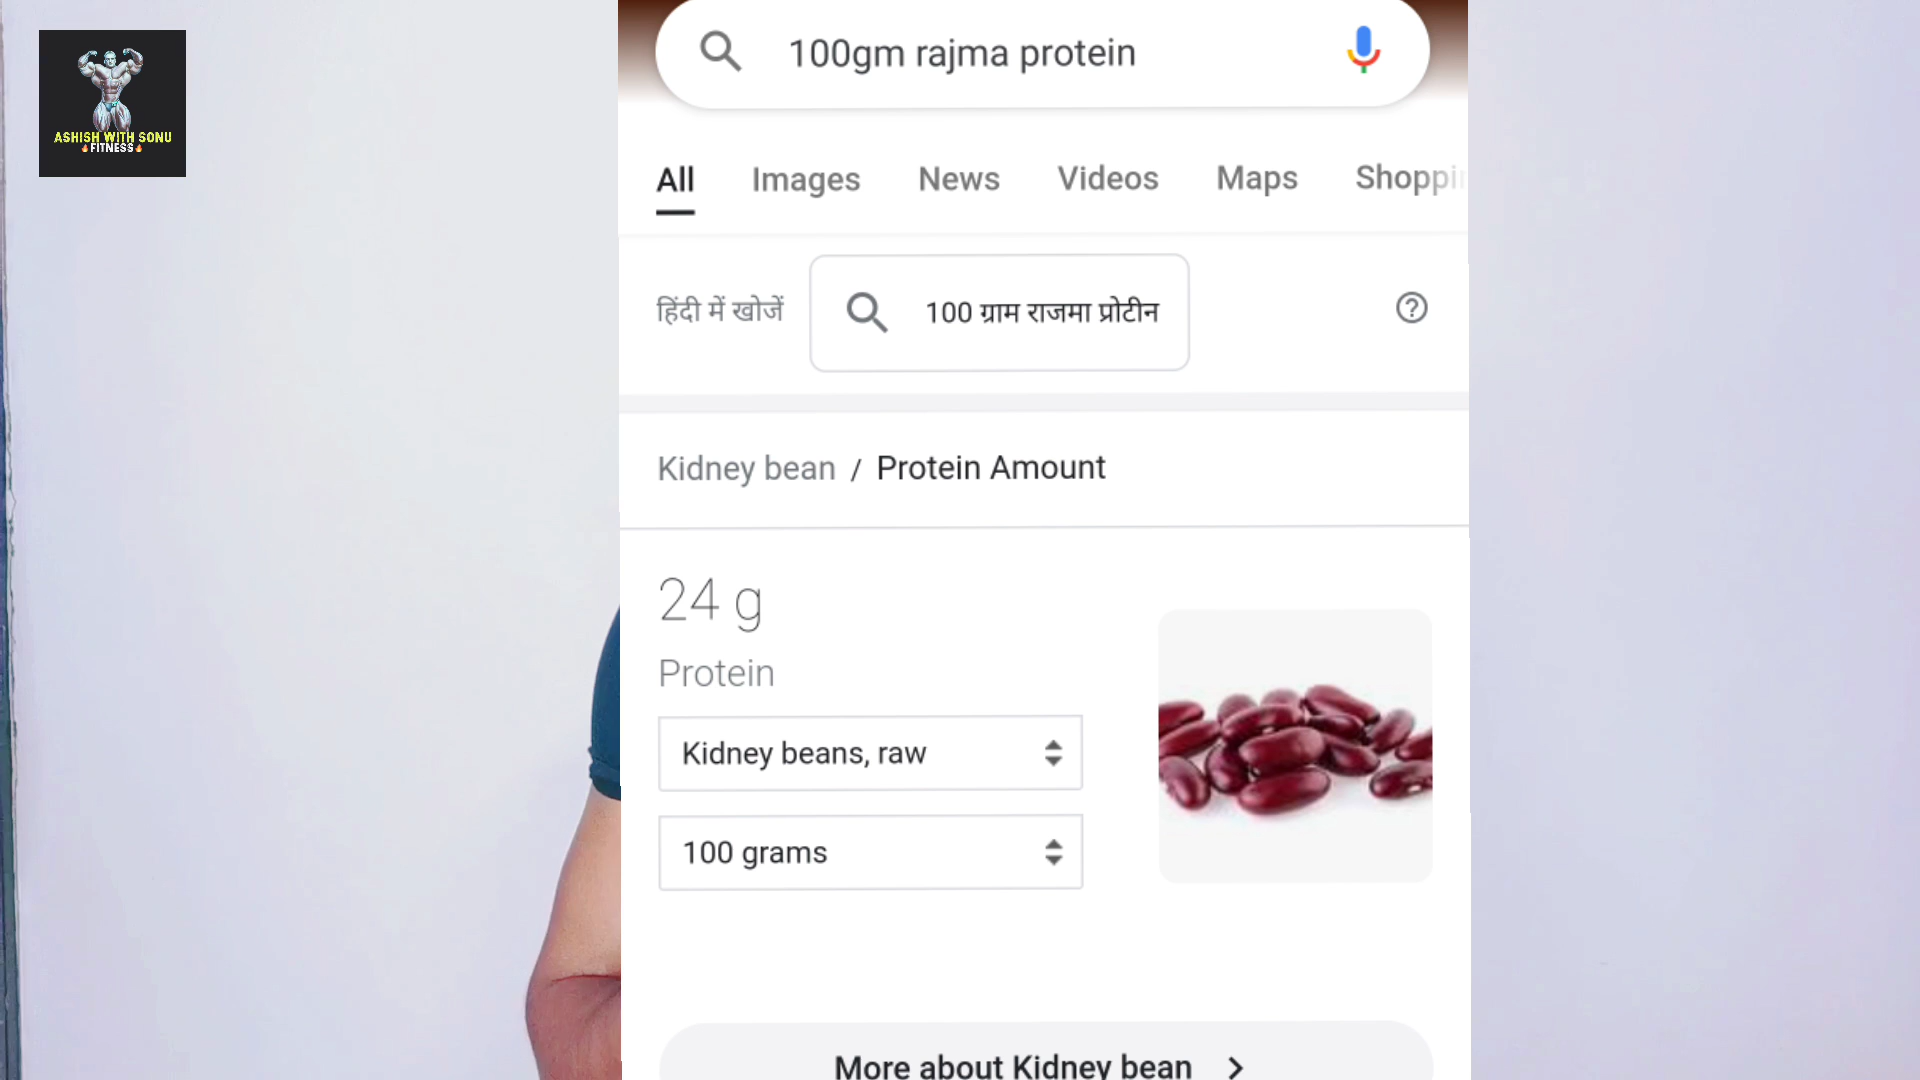 ASHISH WITH SONU
🔥FITNESS🔥
100gm rajma protein
All Images News Videos Maps Shoppin
हिंदी में खोजें 100 ग्राम राजमा प्रोटीन
Kidney bean / Protein Amount
24 g
Protein
Kidney beans, raw
100 grams
More about Kidney bean